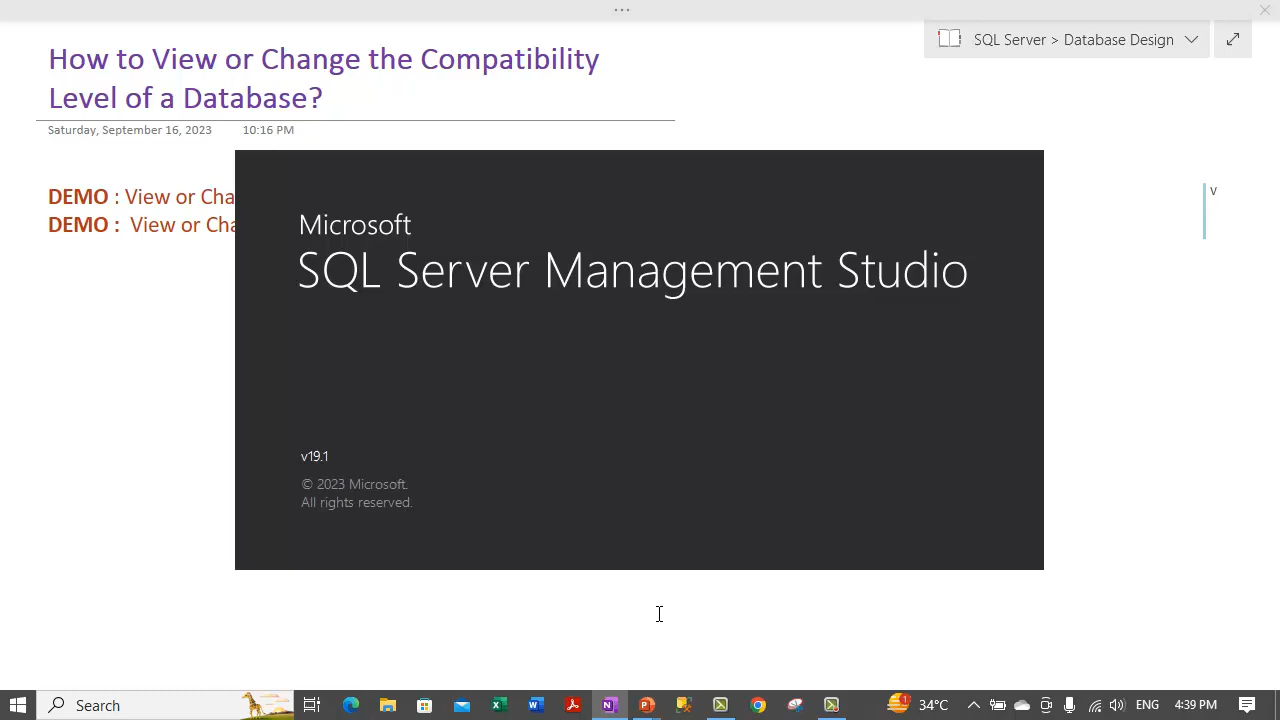 SQL Server > Database Design
How to View or Change the Compatibility
Level of a Database?
Saturday, September 16, 2023 10:16 PM
DEMO : View or Cha
DEMO : View or Cha
v
Microsoft
SQL Server Management Studio
v19.1
© 2023 Microsoft.
All rights reserved.
Search
1
34°C
ENG
4:39 PM